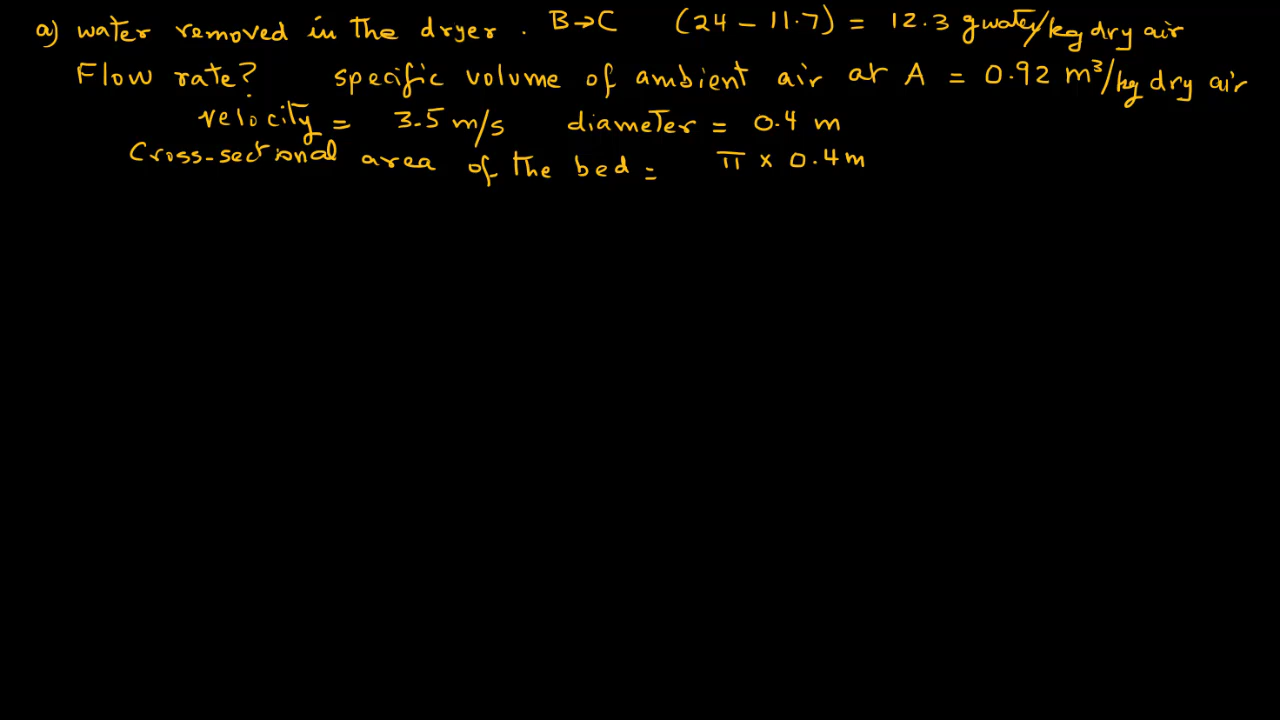 a) water removed in the dryer. B→C (24 - 11.7) = 12.3 g water/kg dry air
Flow rate? specific volume of ambient air at A = 0.92 m³/kg dry air
velocity = 3.5 m/s diameter = 0.4 m
Cross-sectional area of the bed = π × 0.4 m